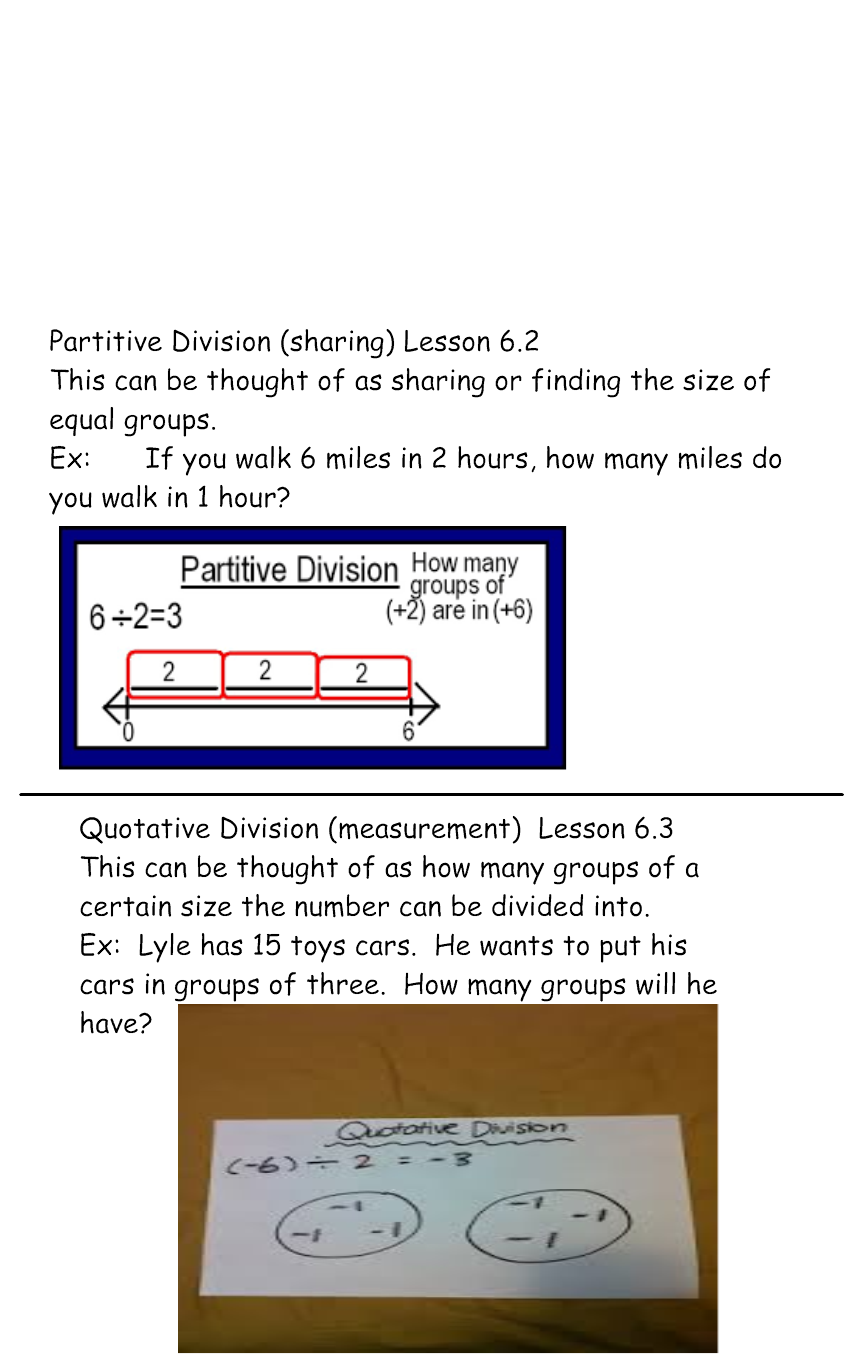 Partitive Division (sharing) Lesson 6.2
This can be thought of as sharing or finding the size of
equal groups.
Ex: If you walk 6 miles in 2 hours, how many miles do
you walk in 1 hour?
Partitive Division How many
groups of
6÷2=3 (+2) are in (+6)
2 2 2
0 6
Quotative Division (measurement) Lesson 6.3
This can be thought of as how many groups of a
certain size the number can be divided into.
Ex: Lyle has 15 toys cars. He wants to put his
cars in groups of three. How many groups will he
have?
Quotative Division
(-6) ÷ 2 = -3
-1 -1
-1 -1 -1 -1